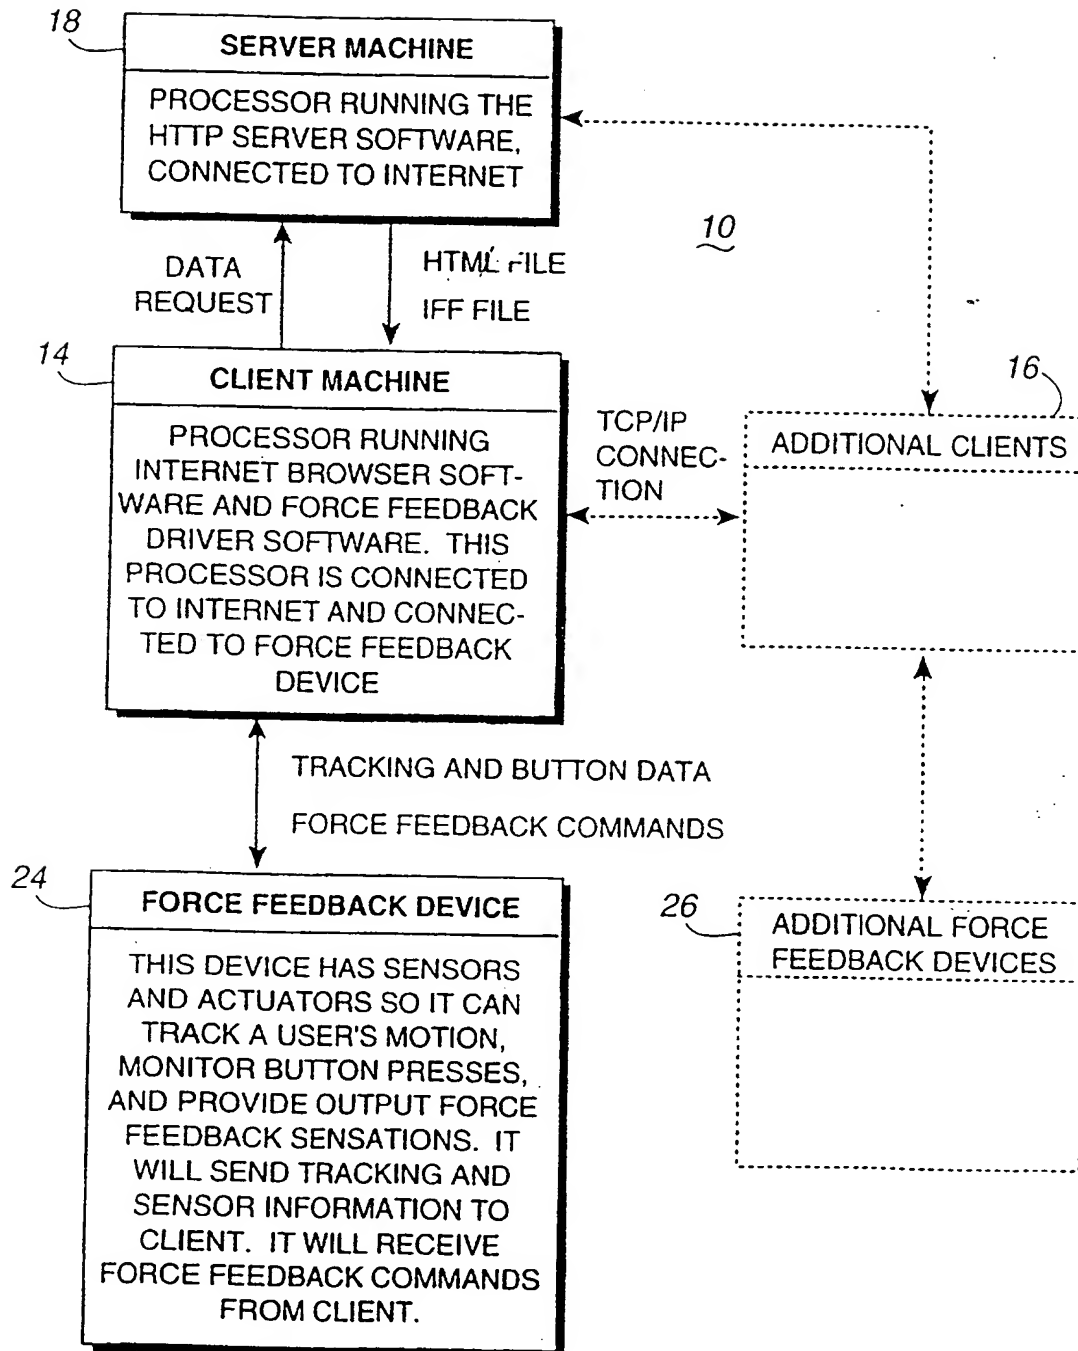 18
SERVER MACHINE
PROCESSOR RUNNING THE
HTTP SERVER SOFTWARE,
CONNECTED TO INTERNET
10
DATA
REQUEST
HTML FILE
IFF FILE
14
CLIENT MACHINE
PROCESSOR RUNNING
INTERNET BROWSER SOFT-
WARE AND FORCE FEEDBACK
DRIVER SOFTWARE. THIS
PROCESSOR IS CONNECTED
TO INTERNET AND CONNEC-
TED TO FORCE FEEDBACK
DEVICE
TCP/IP
CONNEC-
TION
16
ADDITIONAL CLIENTS
TRACKING AND BUTTON DATA
FORCE FEEDBACK COMMANDS
24
FORCE FEEDBACK DEVICE
THIS DEVICE HAS SENSORS
AND ACTUATORS SO IT CAN
TRACK A USER'S MOTION,
MONITOR BUTTON PRESSES,
AND PROVIDE OUTPUT FORCE
FEEDBACK SENSATIONS. IT
WILL SEND TRACKING AND
SENSOR INFORMATION TO
CLIENT. IT WILL RECEIVE
FORCE FEEDBACK COMMANDS
FROM CLIENT.
26
ADDITIONAL FORCE
FEEDBACK DEVICES